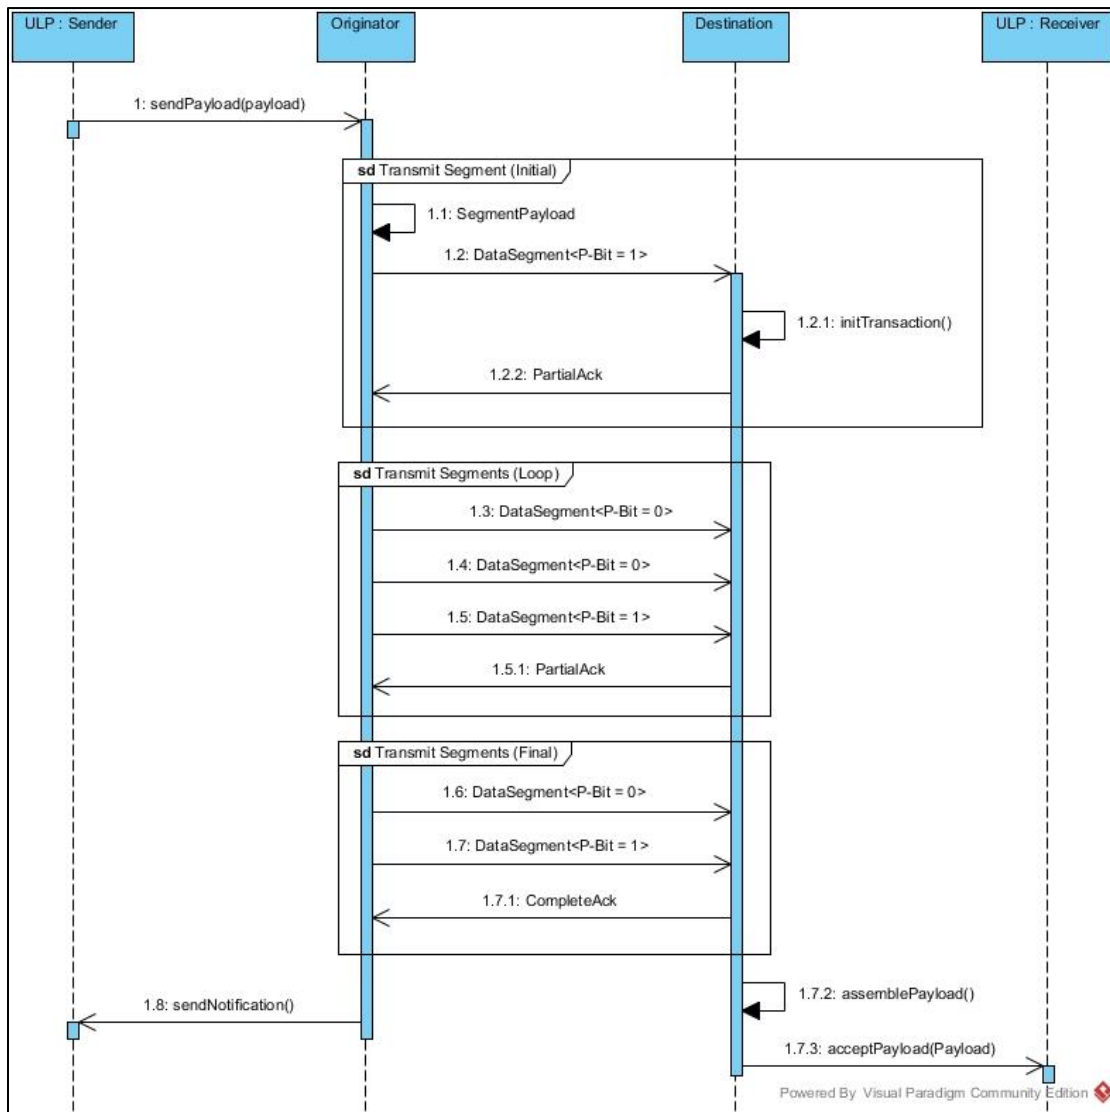 ULP : Sender
Originator
Destination
ULP : Receiver
1: sendPayload(payload)
sd Transmit Segment (Initial)
1.1: SegmentPayload
1.2: DataSegment<P-Bit = 1>
1.2.1: initTransaction()
1.2.2: PartialAck
sd Transmit Segments (Loop)
1.3: DataSegment<P-Bit = 0>
1.4: DataSegment<P-Bit = 0>
1.5: DataSegment<P-Bit = 1>
1.5.1: PartialAck
sd Transmit Segments (Final)
1.6: DataSegment<P-Bit = 0>
1.7: DataSegment<P-Bit = 1>
1.7.1: CompleteAck
1.7.2: assemblePayload()
1.8: sendNotification()
1.7.3: acceptPayload(Payload)
Powered By Visual Paradigm Community Edition